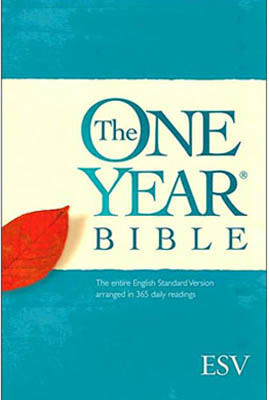 The ONE
YEAR®
BIBLE
The entire English Standard Version
arranged in 365 daily readings
ESV